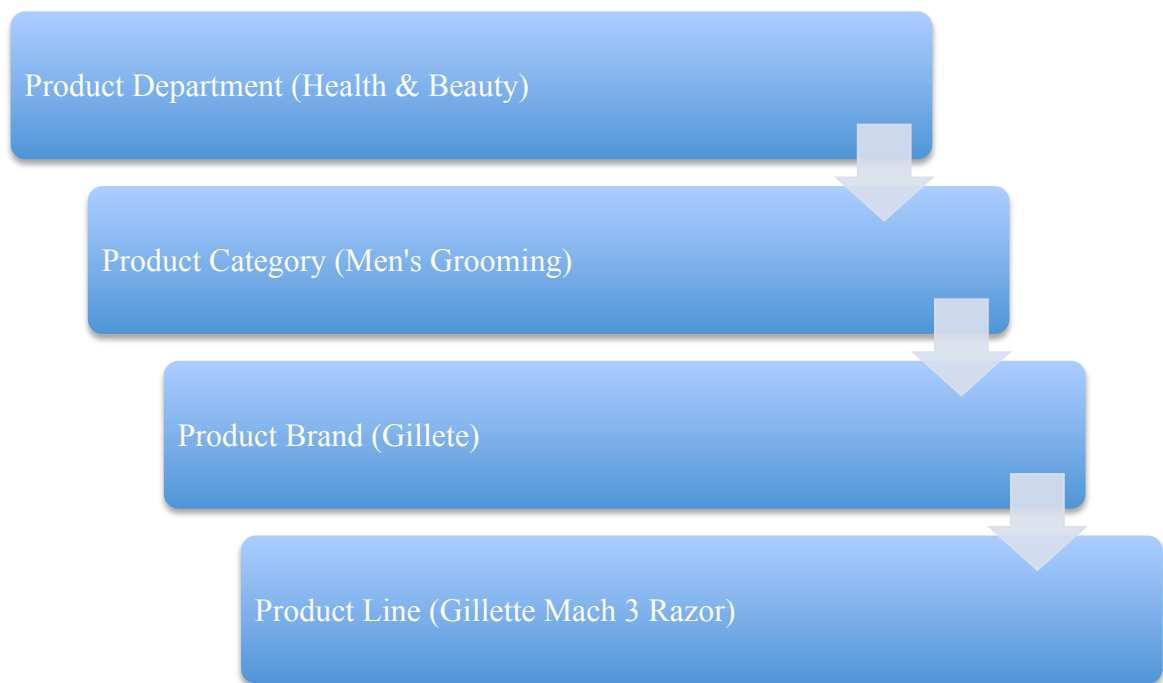 Product Department (Health & Beauty)
Product Category (Men's Grooming)
Product Brand (Gillete)
Product Line (Gillette Mach 3 Razor)